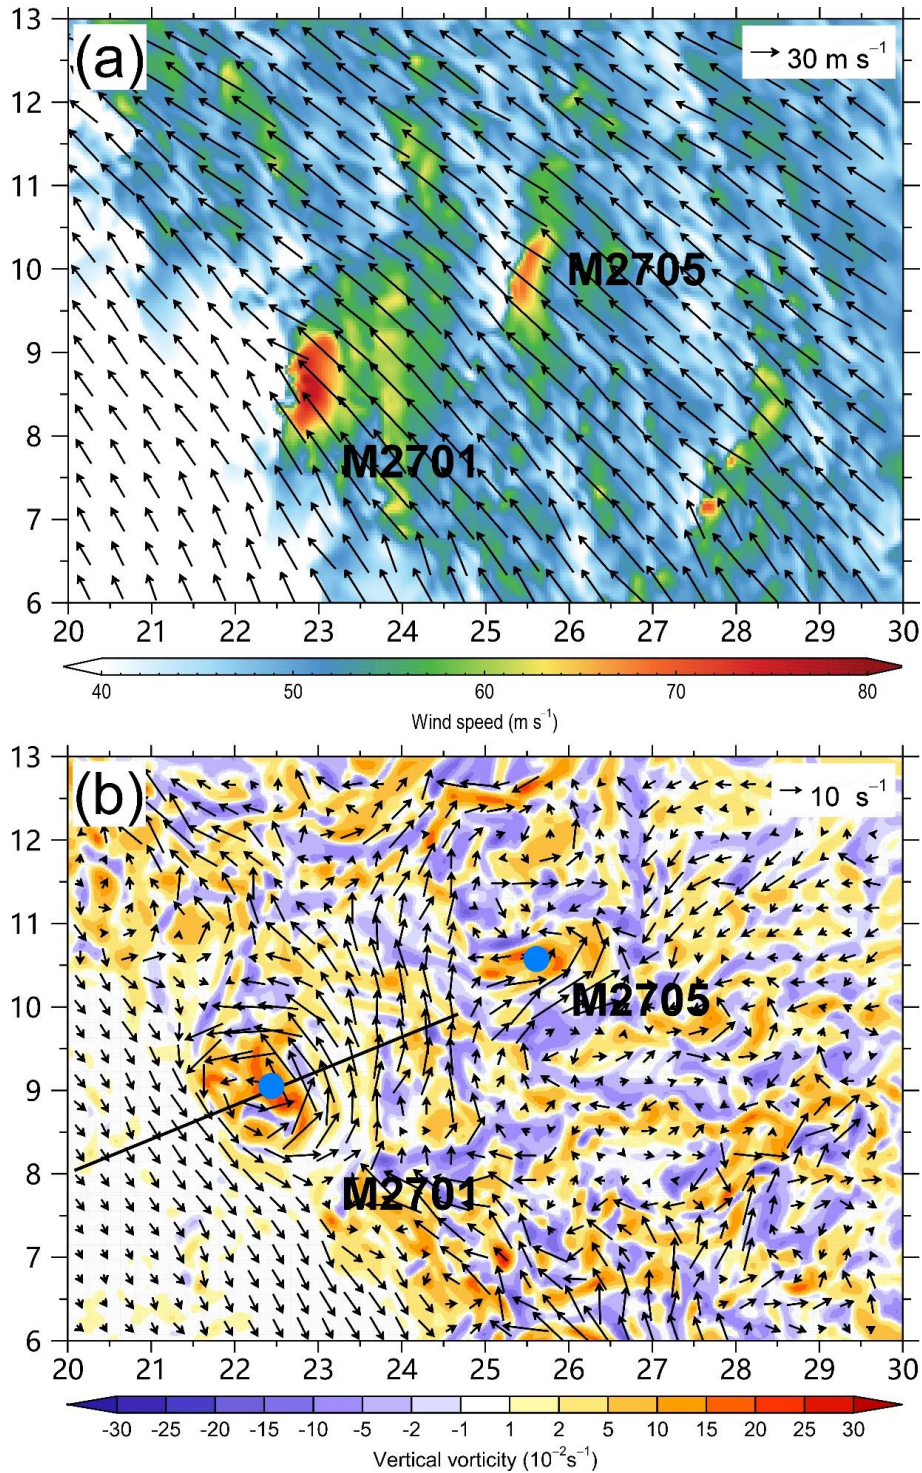 13
(a)
30 m s⁻¹
12
11
10
M2705
9
8
M2701
7
6
20 21 22 23 24 25 26 27 28 29 30
40 50 60 70 80
Wind speed (m s⁻¹)
13
(b)
10 s⁻¹
12
11
10
M2705
9
8
M2701
7
6
20 21 22 23 24 25 26 27 28 29 30
-30 -25 -20 -15 -10 -5 -2 -1 1 2 5 10 15 20 25 30
Vertical vorticity (10⁻²s⁻¹)